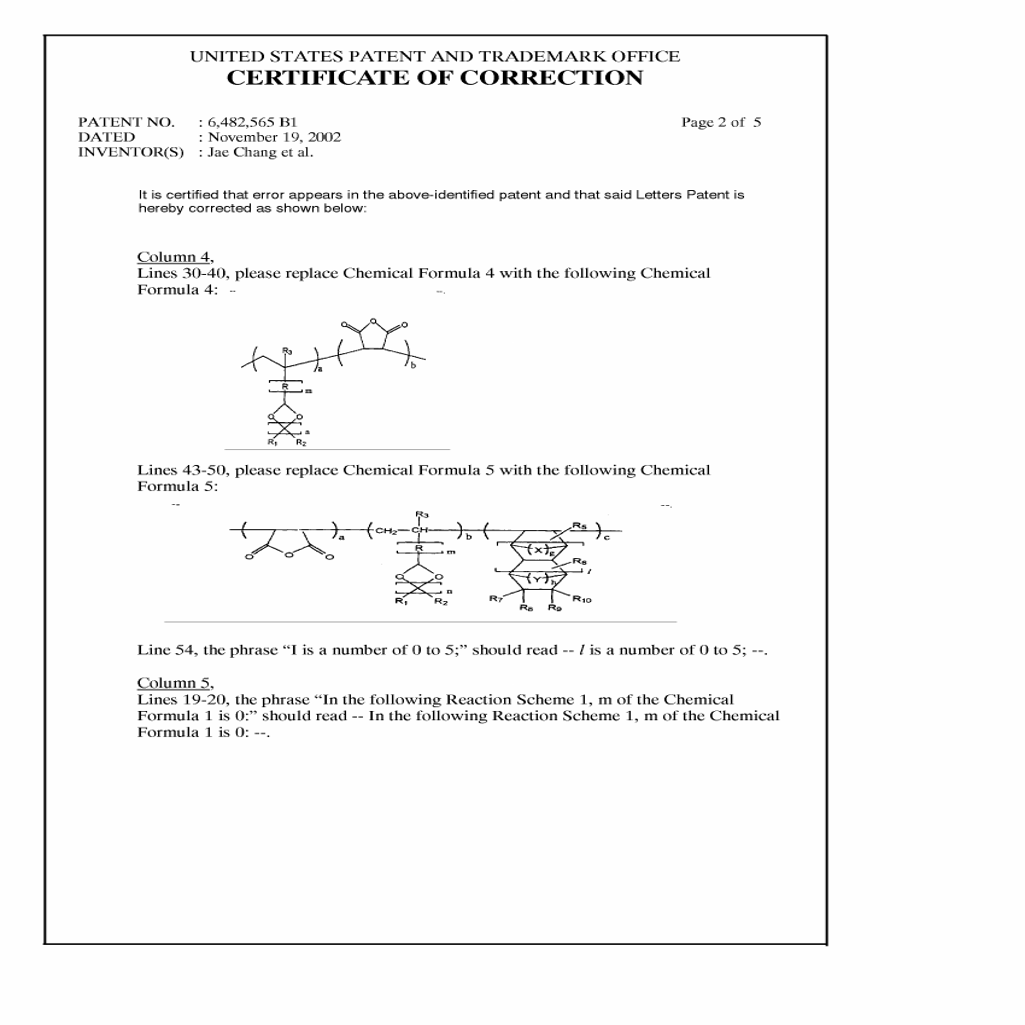 UNITED STATES PATENT AND TRADEMARK OFFICE
CERTIFICATE OF CORRECTION
PATENT NO. : 6,482,565 B1 Page 2 of 5
DATED : November 19, 2002
INVENTOR(S) : Jae Chang et al.
It is certified that error appears in the above-identified patent and that said Letters Patent is
hereby corrected as shown below:
Column 4,
Lines 30-40, please replace Chemical Formula 4 with the following Chemical
Formula 4: -- --.
O O O
R3 a b
R m
O O
n
R1 R2
Lines 43-50, please replace Chemical Formula 5 with the following Chemical
Formula 5:
-- --.
R3 R5
a CH2 CH b c
O O O R m (X)g
R6
O O (Y)h l
n
R1 R2 R7 R8 R9 R10
Line 54, the phrase “I is a number of 0 to 5;” should read -- l is a number of 0 to 5; --.
Column 5,
Lines 19-20, the phrase “In the following Reaction Scheme 1, m of the Chemical
Formula 1 is 0:” should read -- In the following Reaction Scheme 1, m of the Chemical
Formula 1 is 0: --.